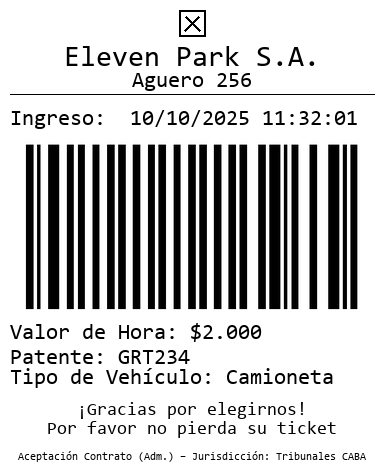 Eleven Park S.A.
Aguero 256
Ingreso: 10/10/2025 11:32:01
Valor de Hora: $2.000
Patente: GRT234
Tipo de Vehículo: Camioneta
¡Gracias por elegirnos!
Por favor no pierda su ticket
Aceptación Contrato (Adm.) – Jurisdicción: Tribunales CABA